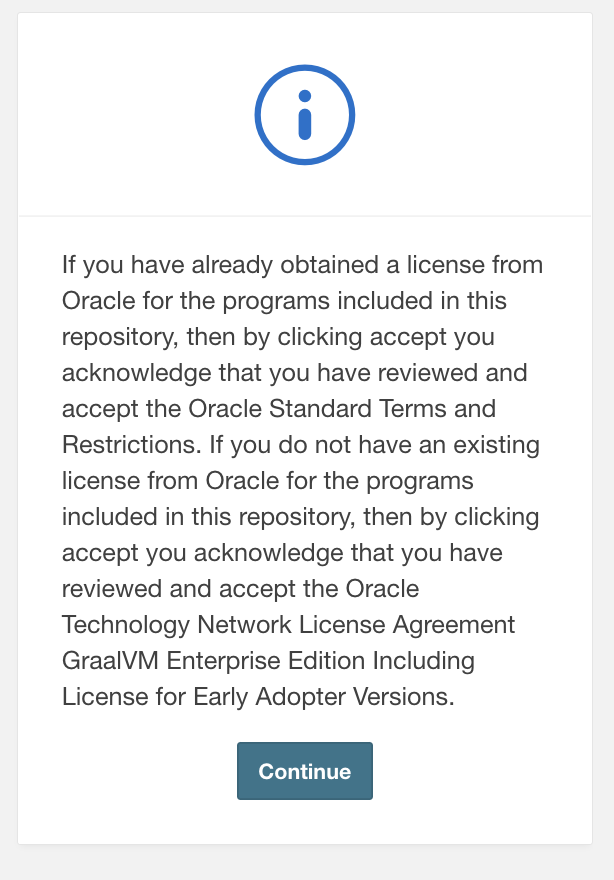 If you have already obtained a license from
Oracle for the programs included in this
repository, then by clicking accept you
acknowledge that you have reviewed and
accept the Oracle Standard Terms and
Restrictions. If you do not have an existing
license from Oracle for the programs
included in this repository, then by clicking
accept you acknowledge that you have
reviewed and accept the Oracle
Technology Network License Agreement
GraalVM Enterprise Edition Including
License for Early Adopter Versions.
Continue